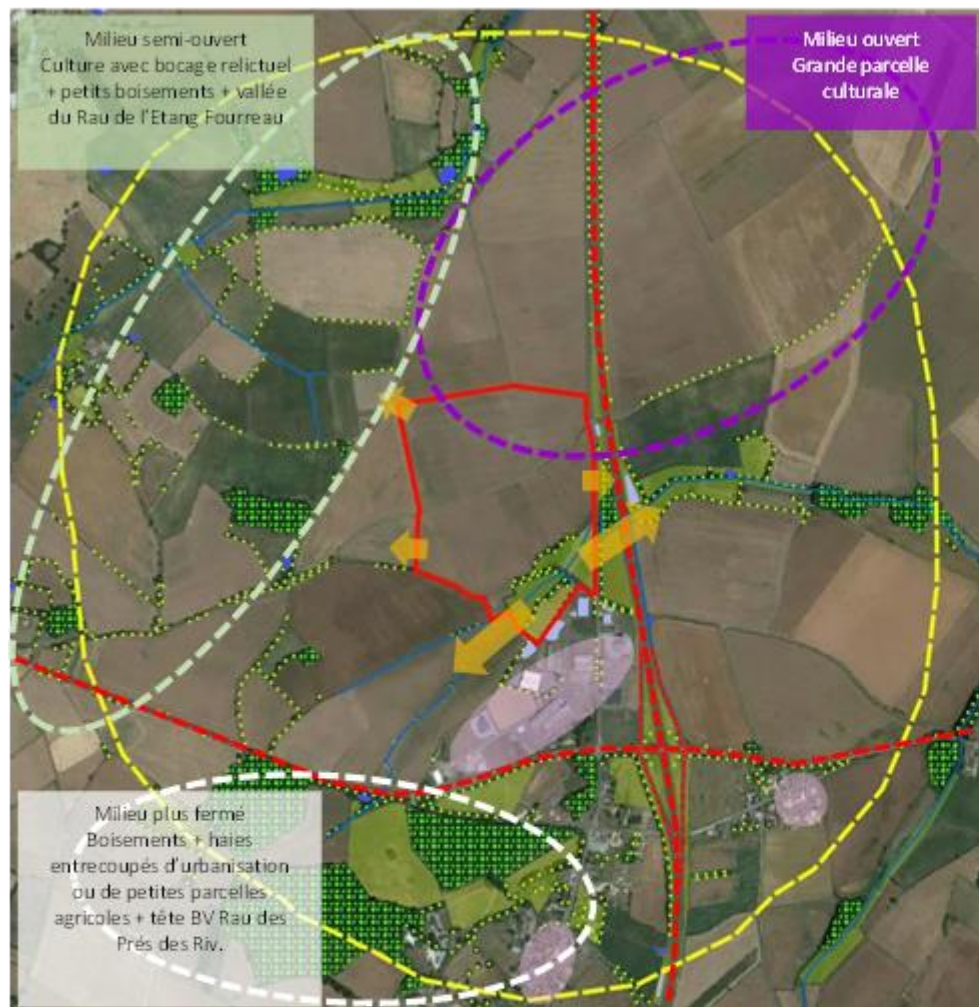 Milieu semi-ouvert
Culture avec bocage relictuel
+ petits boisements + vallée
du Rau de l'Etang Fourreau
Milieu ouvert
Grande parcelle
culturale
Milieu plus fermé
Boisements + haies
entrecoupés d'urbanisation
ou de petites parcelles
agricoles + tête BV Rau des
Prés des Riv.